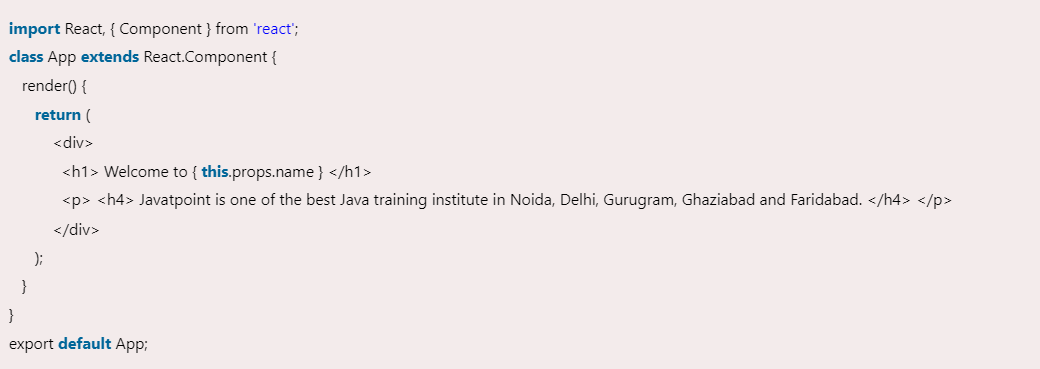 import React, { Component } from 'react';
class App extends React.Component {
render() {
return (
<div>
<h1> Welcome to { this.props.name } </h1>
<p> <h4> Javatpoint is one of the best Java training institute in Noida, Delhi, Gurugram, Ghaziabad and Faridabad. </h4> </p>
</div>
);
}
}
export default App;